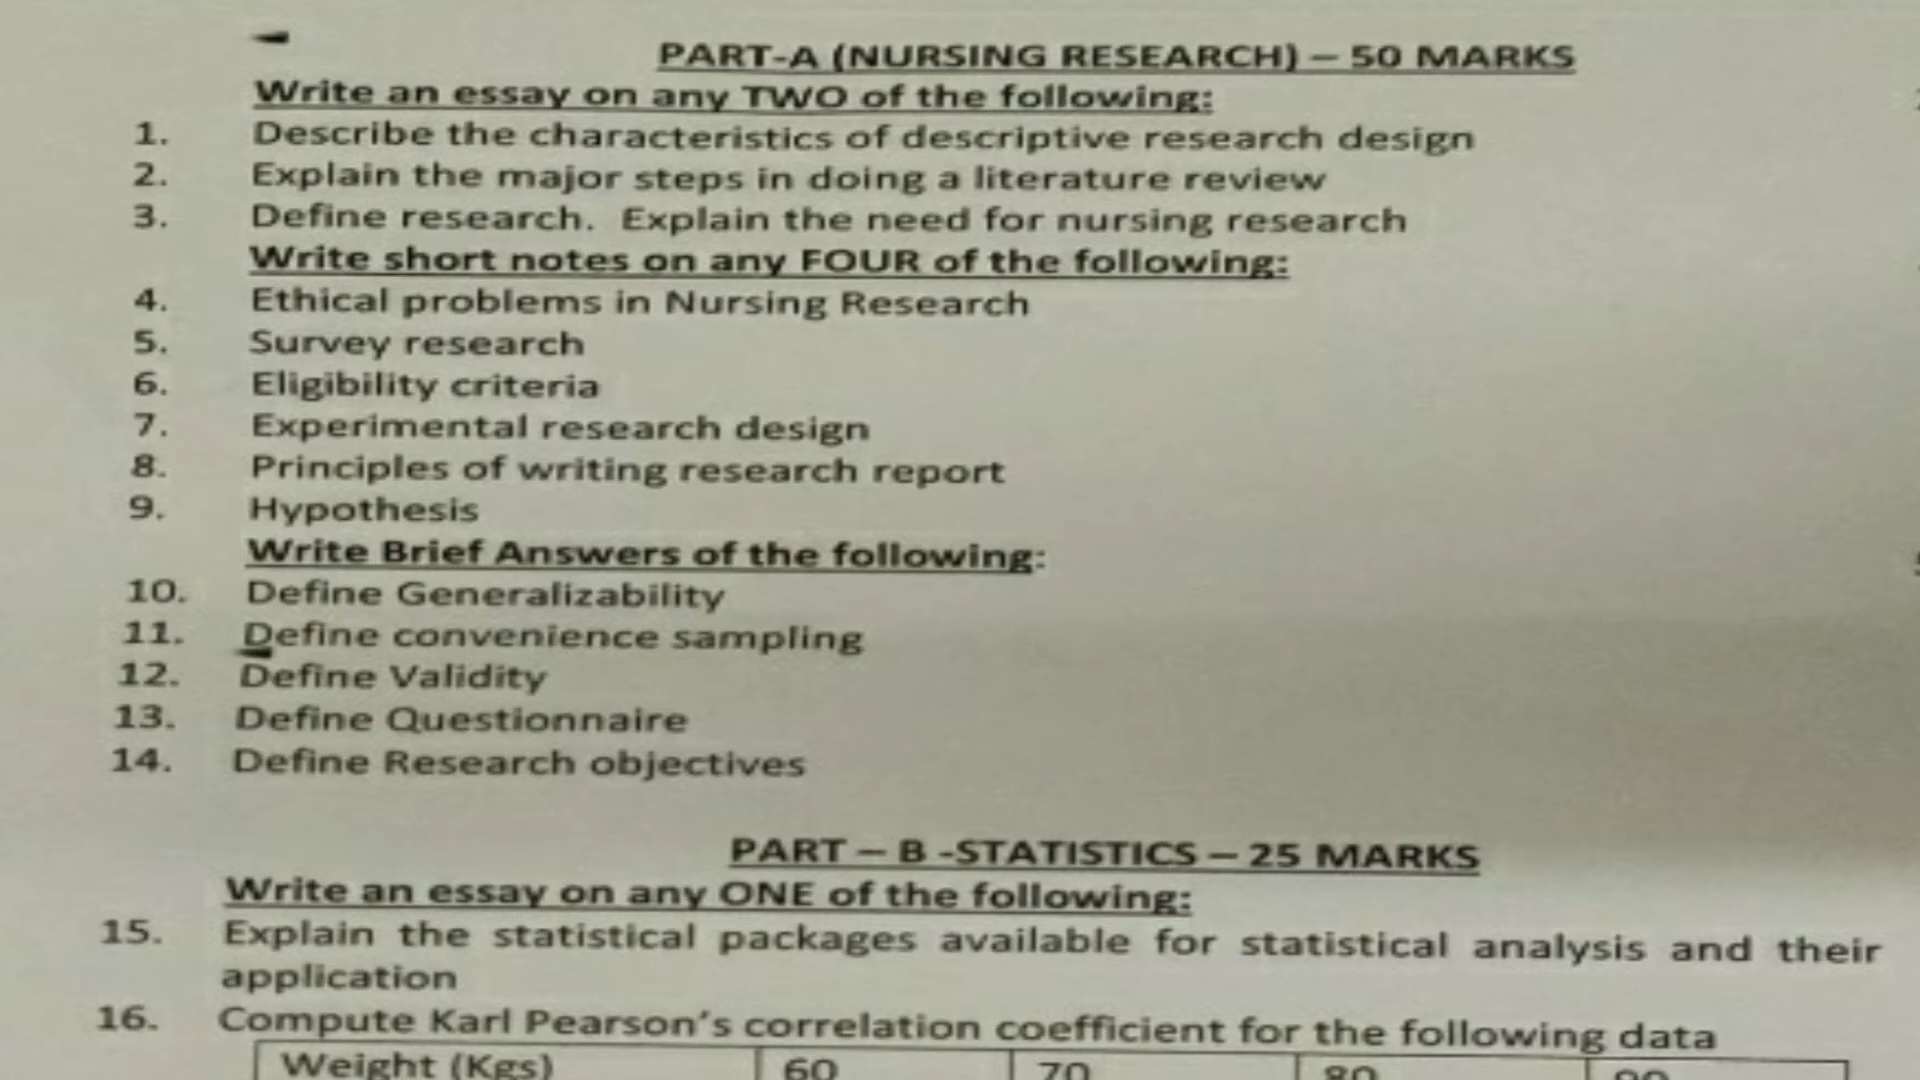 PART-A (NURSING RESEARCH) – 50 MARKS
Write an essay on any TWO of the following:
1. Describe the characteristics of descriptive research design
2. Explain the major steps in doing a literature review
3. Define research. Explain the need for nursing research
Write short notes on any FOUR of the following:
4. Ethical problems in Nursing Research
5. Survey research
6. Eligibility criteria
7. Experimental research design
8. Principles of writing research report
9. Hypothesis
Write Brief Answers of the following:
10. Define Generalizability
11. Define convenience sampling
12. Define Validity
13. Define Questionnaire
14. Define Research objectives
PART – B -STATISTICS – 25 MARKS
Write an essay on any ONE of the following:
15. Explain the statistical packages available for statistical analysis and their
application
16. Compute Karl Pearson's correlation coefficient for the following data
Weight (Kgs) 60 70 80